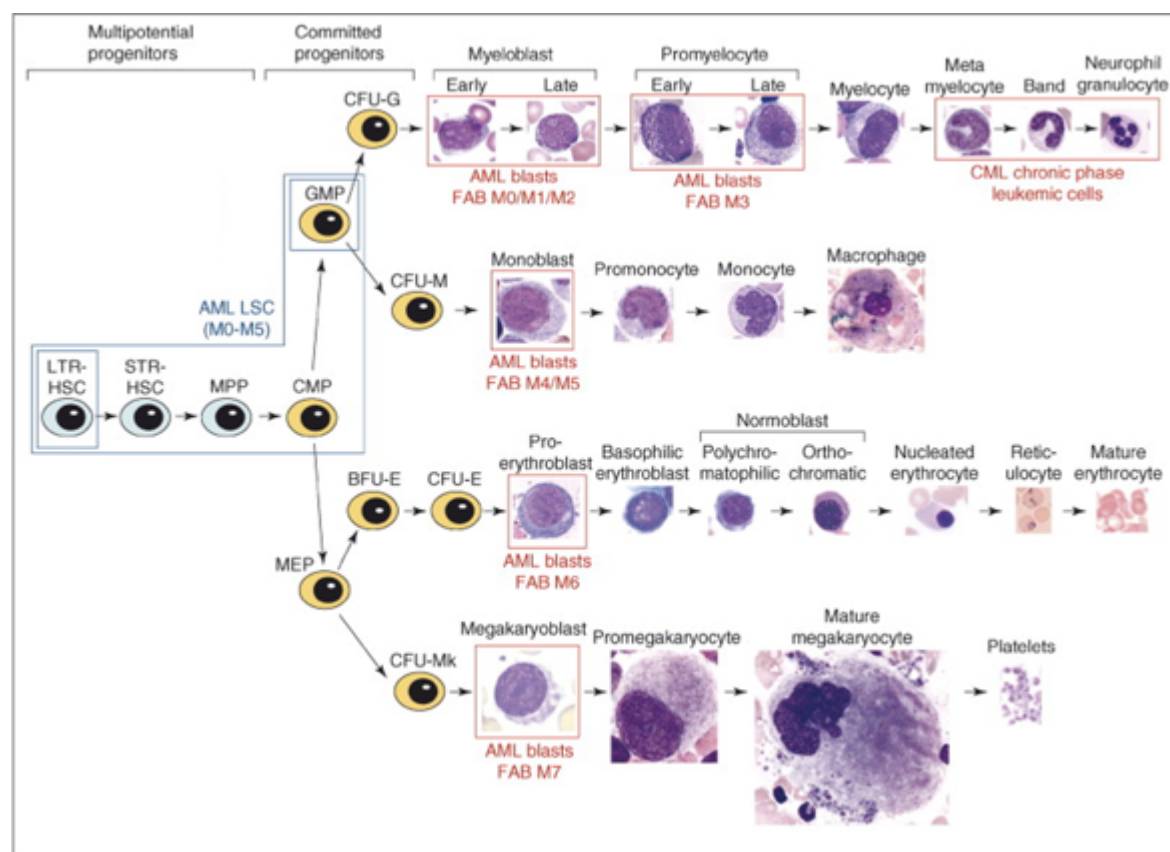 Multipotential
progenitors
Committed
progenitors
Myeloblast
Early
Late
Promyelocyte
Early
Late
Myelocyte
Meta
myelocyte
Band
Neurophil
granulocyte
CFU-G
AML blasts
FAB M0/M1/M2
AML blasts
FAB M3
CML chronic phase
leukemic cells
GMP
CFU-M
Monoblast
Promonocyte
Monocyte
Macrophage
AML blasts
FAB M4/M5
AML LSC
(M0-M5)
LTR-
HSC
STR-
HSC
MPP
CMP
BFU-E
CFU-E
Pro-
erythroblast
Basophilic
erythroblast
Normoblast
Polychro-
matophilic
Ortho-
chromatic
Nucleated
erythrocyte
Retic-
ulocyte
Mature
erythrocyte
AML blasts
FAB M6
MEP
CFU-Mk
Megakaryoblast
Promegakaryocyte
Mature
megakaryocyte
Platelets
AML blasts
FAB M7